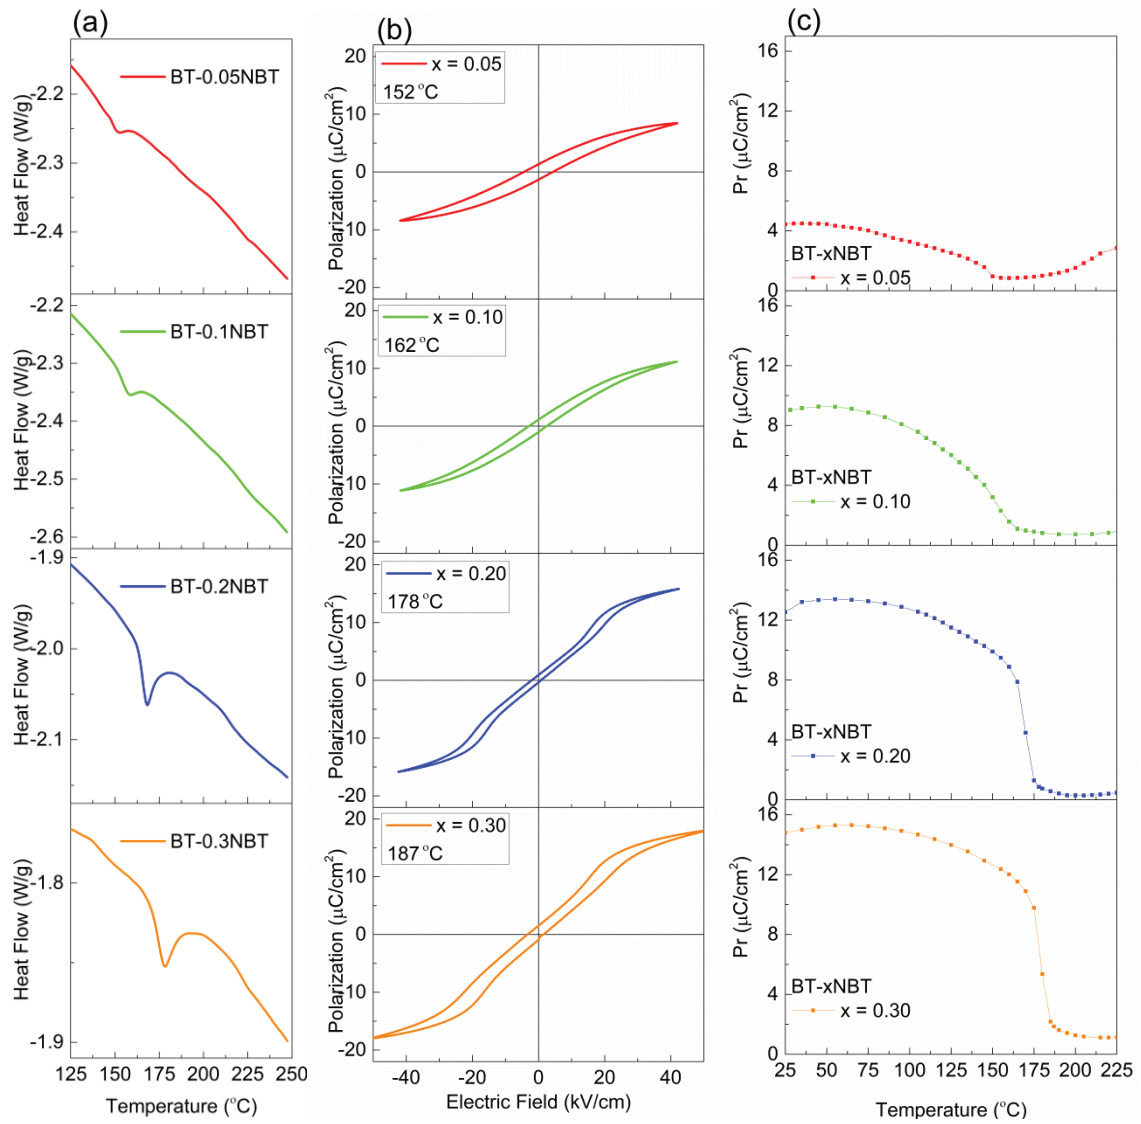 (a)
Heat Flow (W/g)
-2.2
-2.3
-2.4
BT-0.05NBT
Heat Flow (W/g)
-2.2
-2.3
-2.4
-2.5
-2.6
BT-0.1NBT
Heat Flow (W/g)
-1.9
-2.0
-2.1
BT-0.2NBT
Heat Flow (W/g)
-1.8
-1.9
BT-0.3NBT
125 150 175 200 225 250
Temperature (°C)
(b)
Polarization (μC/cm²)
20
10
0
10
-20
x = 0.05
152 °C
Polarization (μC/cm²)
20
10
0
-10
-20
x = 0.10
162 °C
Polarization (μC/cm²)
20
10
0
-10
-20
x = 0.20
178 °C
Polarization (μC/cm²)
20
10
0
-10
-20
x = 0.30
187 °C
-40 -20 0 20 40
Electric Field (kV/cm)
(c)
Pr (μC/cm²)
16
12
8
4
0
BT-xNBT
x = 0.05
Pr (μC/cm²)
16
12
8
4
0
BT-xNBT
x = 0.10
Pr (μC/cm²)
16
12
8
4
0
BT-xNBT
x = 0.20
Pr (μC/cm²)
16
12
8
4
0
BT-xNBT
x = 0.30
25 50 75 100 125 150 175 200 225
Temperature (°C)